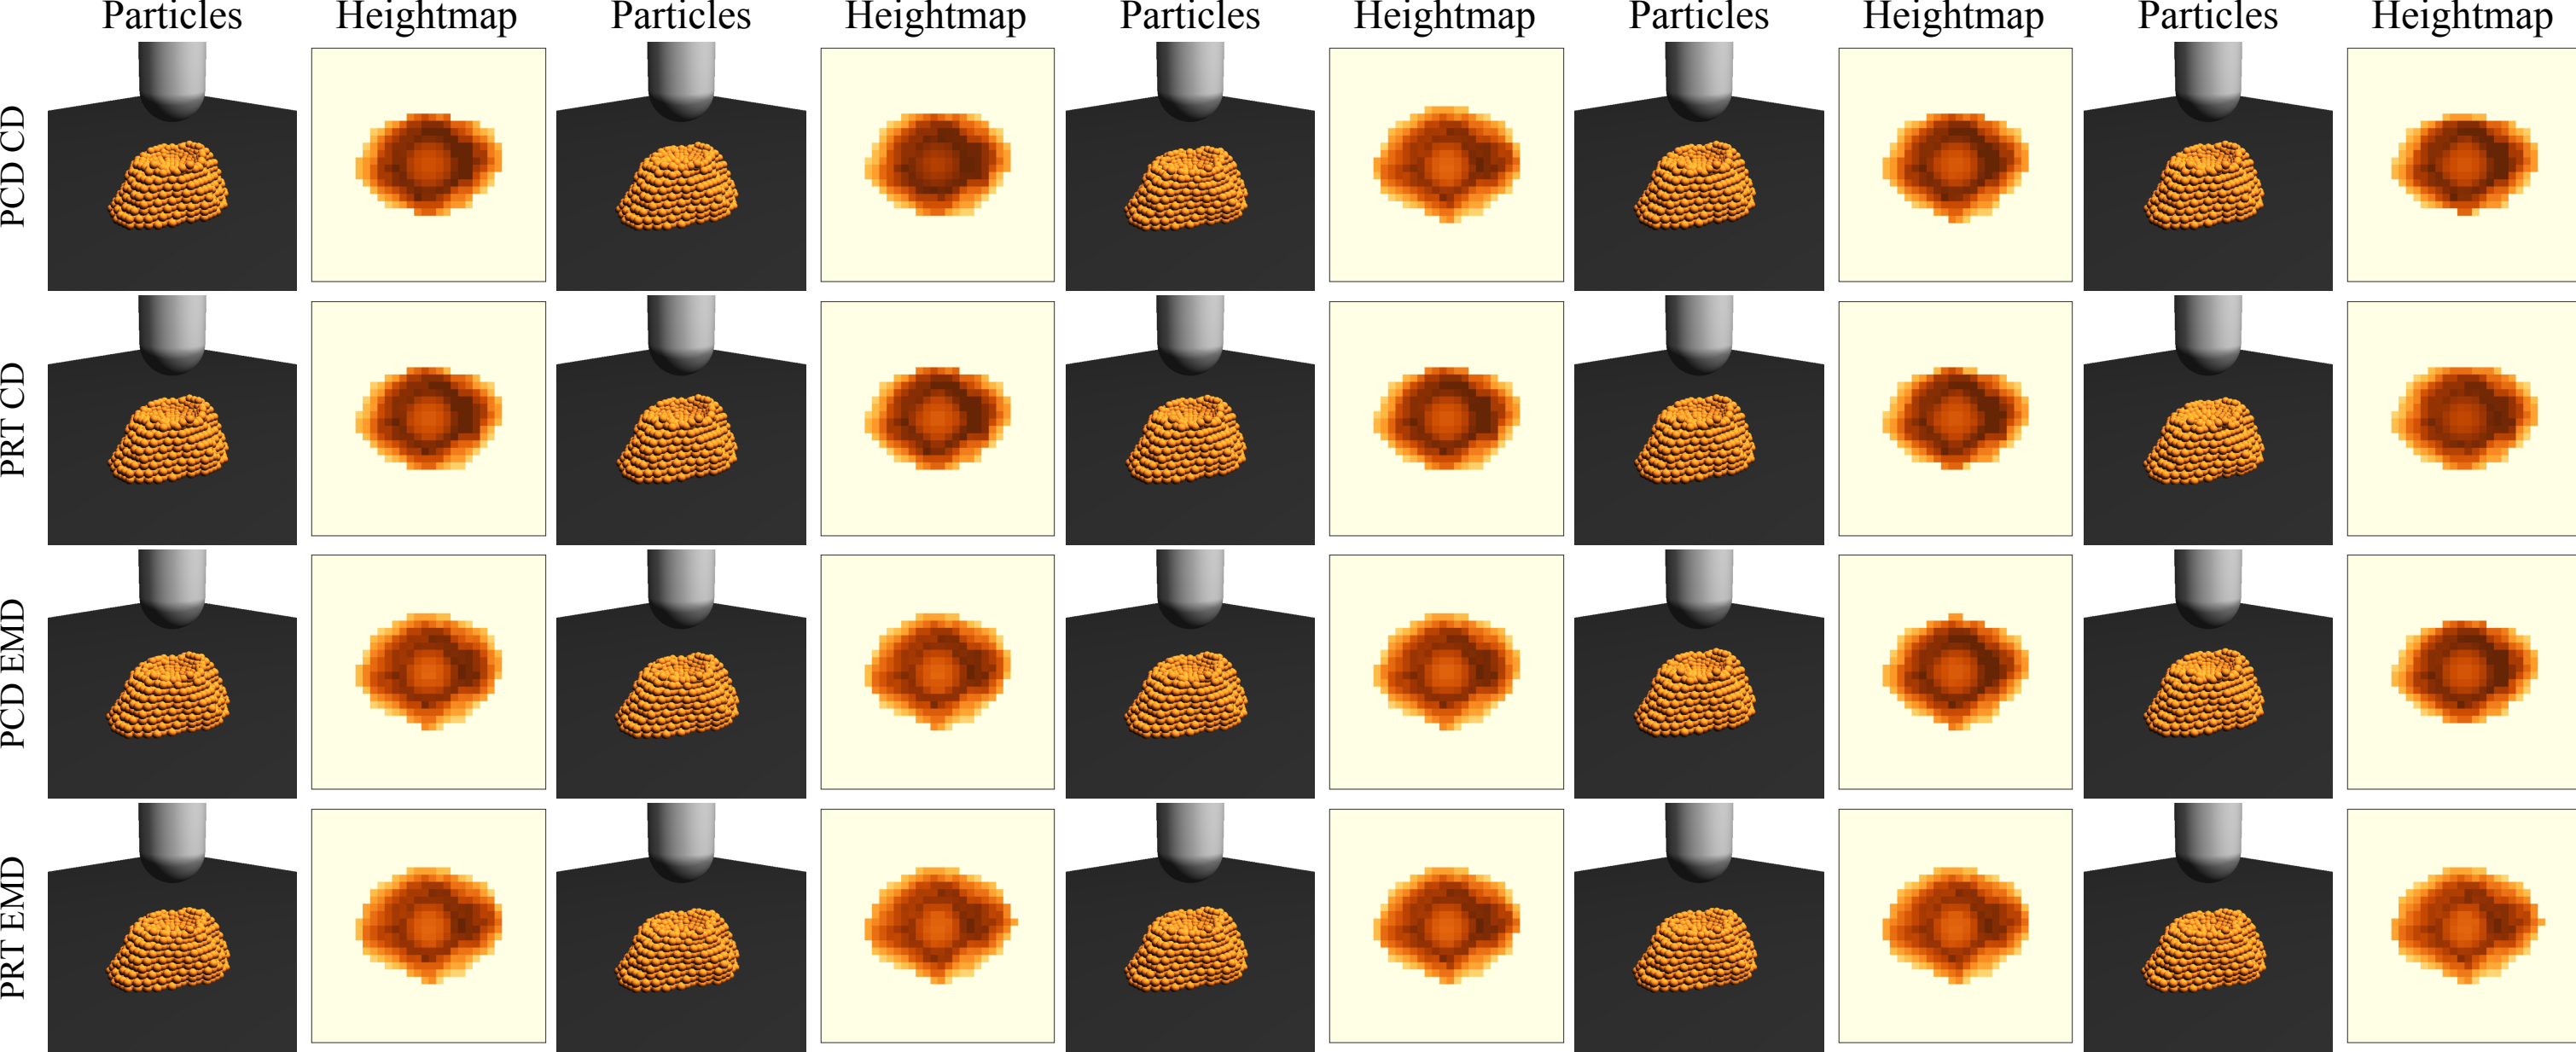 Particles Heightmap Particles Heightmap Particles Heightmap Particles Heightmap Particles Heightmap
PCD CD
PRT CD
PCD EMD
PRT EMD